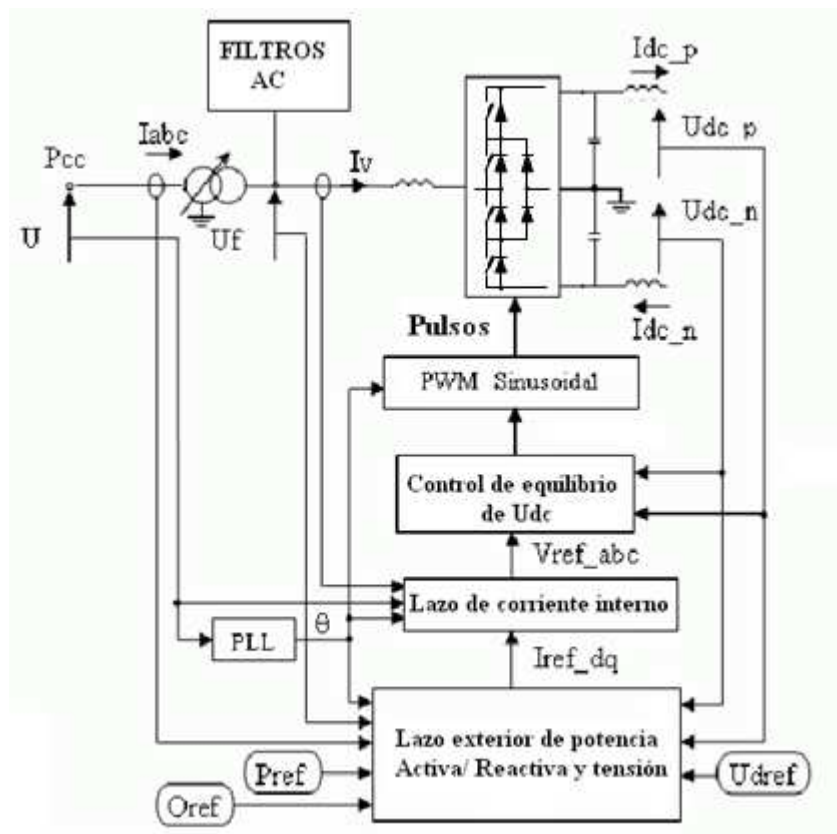 FILTROS
AC
Idc_p
Iabc
Pcc
Iv
Udc_p
U
Uf
Udc_n
Pulsos
Idc_n
PWM Sinusoidal
Control de equilibrio
de Udc
Vref_abc
Lazo de corriente interno
θ
PLL
Iref_dq
Lazo exterior de potencia
Activa/ Reactiva y tensión
Pref
Udref
Oref